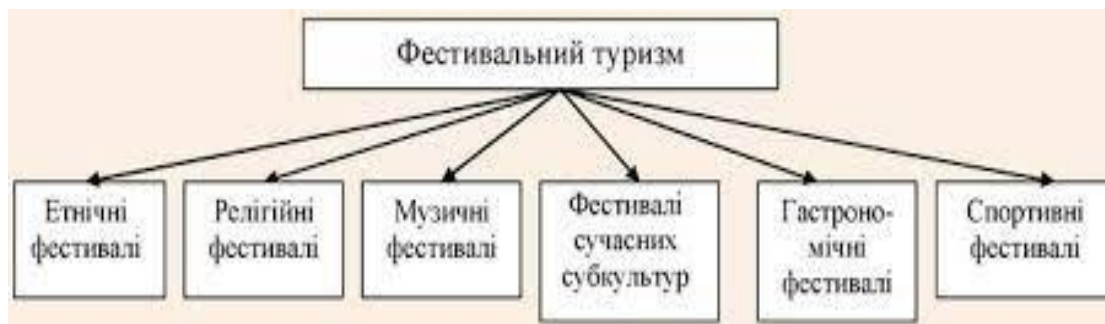 Фестивальний туризм
Етнічні
фестивалі
Релігійні
фестивалі
Музичні
фестивалі
Фестивалі
сучасних
субкультур
Гастроно-
мічні
фестивалі
Спортивні
фестивалі